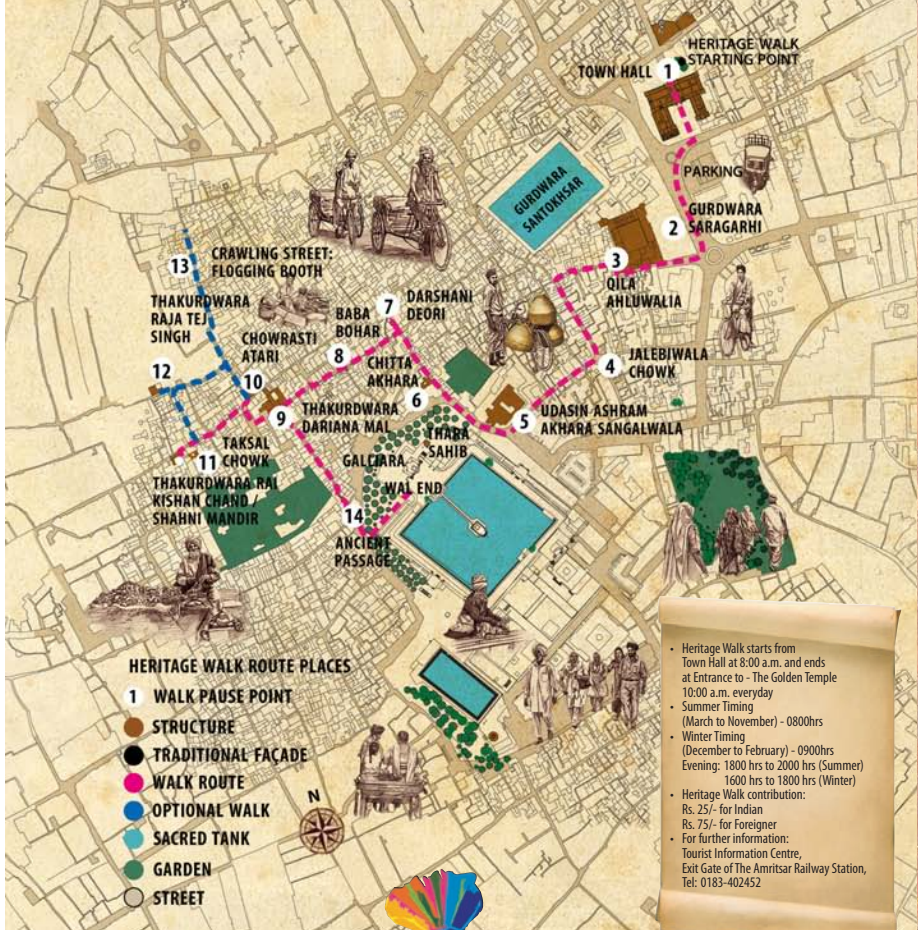 HERITAGE WALK
STARTING POINT
TOWN HALL
1
PARKING
GURDWARA
SANTOKHSAR
2
GURDWARA
SARAGARHI
3
QILA
AHLUWALIA
13
CRAWLING STREET:
FLOGGING BOOTH
THAKURDWARA
RAJA TEJ
SINGH
CHOWRASTI
ATARI
BABA
BOHAR
7
DARSHANI
DEORI
8
CHITTA
AKHARA
4
JALEBIWALA
CHOWK
12
10
9
THAKURDWARA
DARIANA MAL
6
5
UDASIN ASHRAM
AKHARA SANGALWALA
THARA
SAHIB
11
TAKSAL
CHOWK
THAKURDWARA RAI
KISHAN CHAND /
SHAHNI MANDIR
GALCIARA
WAL END
14
ANCIENT
PASSAGE
HERITAGE WALK ROUTE PLACES
1 WALK PAUSE POINT
STRUCTURE
TRADITIONAL FAÇADE
WALK ROUTE
OPTIONAL WALK
SACRED TANK
GARDEN
STREET
N
• Heritage Walk starts from
Town Hall at 8:00 a.m. and ends
at Entrance to - The Golden Temple
10:00 a.m. everyday
• Summer Timing
(March to November) - 0800hrs
• Winter Timing
(December to February) - 0900hrs
Evening: 1800 hrs to 2000 hrs (Summer)
1600 hrs to 1800 hrs (Winter)
• Heritage Walk contribution:
Rs. 25/- for Indian
Rs. 75/- for Foreigner
• For further information:
Tourist Information Centre,
Exit Gate of The Amritsar Railway Station,
Tel: 0183-402452